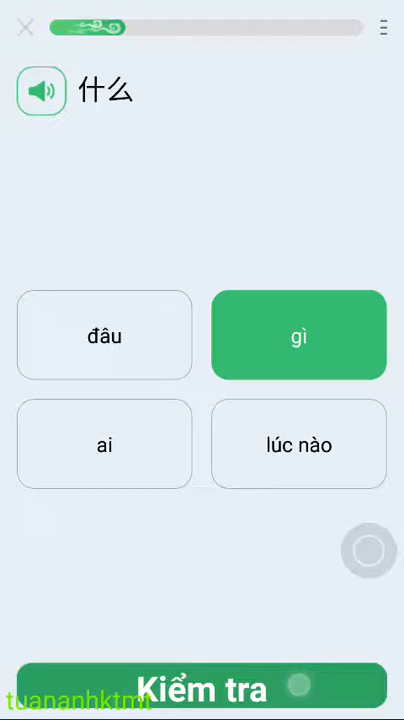 什么
đâu
gì
ai
lúc nào
Kiểm tra
tuananhktmt